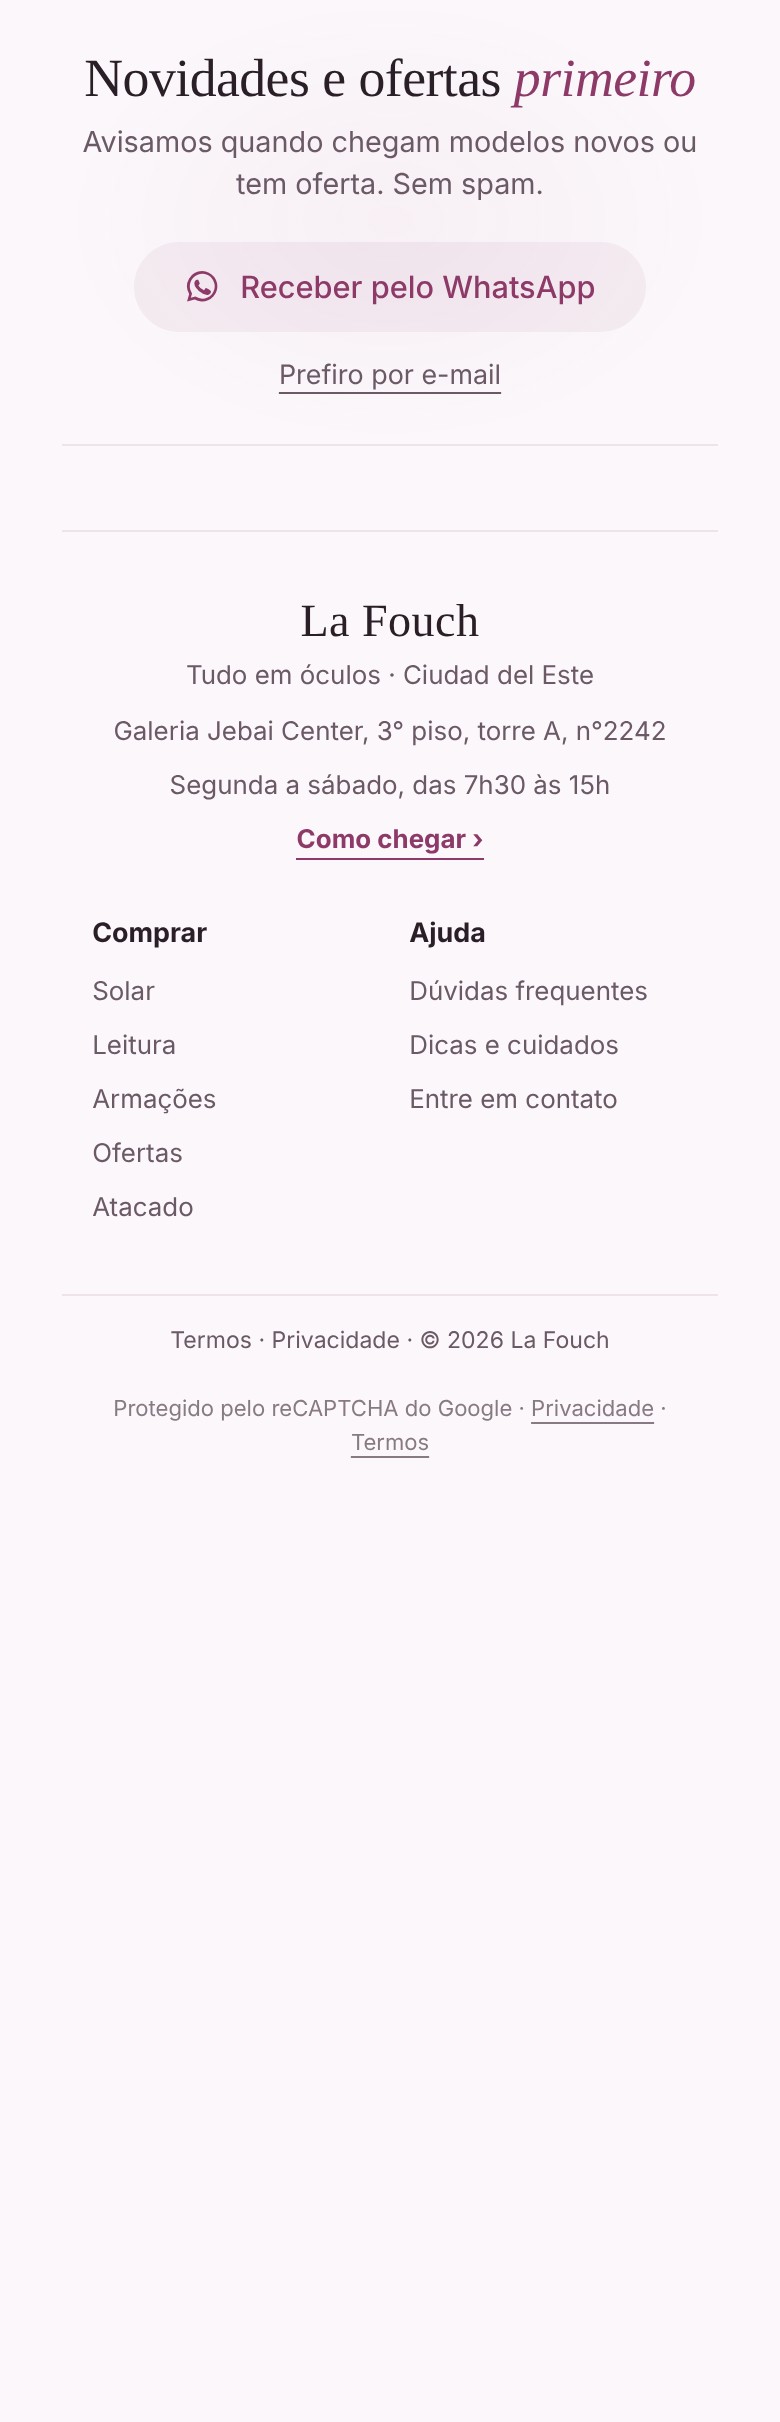 Novidades e ofertas primeiro
Avisamos quando chegam modelos novos ou
tem oferta. Sem spam.
Receber pelo WhatsApp
Prefiro por e-mail
La Fouch
Tudo em óculos · Ciudad del Este
Galeria Jebai Center, 3° piso, torre A, n°2242
Segunda a sábado, das 7h30 às 15h
Como chegar ›
Comprar
Solar
Leitura
Armações
Ofertas
Atacado
Ajuda
Dúvidas frequentes
Dicas e cuidados
Entre em contato
Termos · Privacidade · © 2026 La Fouch
Protegido pelo reCAPTCHA do Google · Privacidade ·
Termos